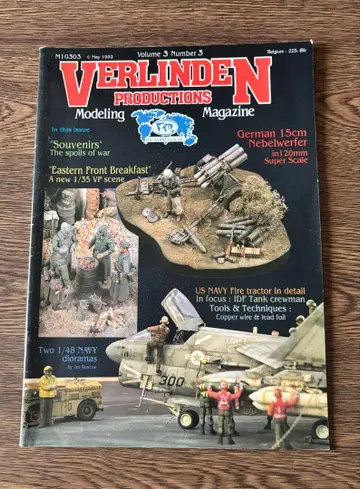 M10303 © May 1992 Volume 3 Number 3 Belgium - 225.-Bfr
VERLINDEN
PRODUCTIONS
Modeling Magazine
In this issue
'Souvenirs'
The spoils of war
'Eastern Front Breakfast'
A new 1/35 VP scene
German 15cm
Nebelwerfer
in 120mm
Super Scale
US NAVY Fire tractor in detail
In focus : IDF Tank crewman
Tools & Techniques :
Copper wire & lead foil
Two 1/48 NAVY
dioramas
300